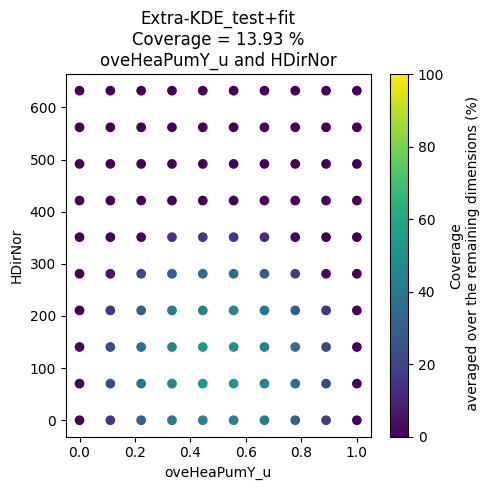 Extra-KDE_test+fit
Coverage = 13.93 %
oveHeaPumY_u and HDirNor
600
500
400
300
200
100
0
HDirNor
0.0 0.2 0.4 0.6 0.8 1.0
oveHeaPumY_u
100
80
60
40
20
0
Coverage
averaged over the remaining dimensions (%)